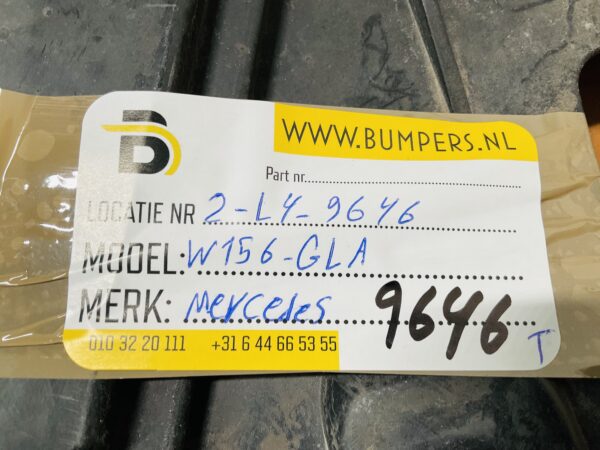 B
WWW.BUMPERS.NL
Part nr.
LOCATIE NR 2-L4-9646
MODEL: W156-GLA
MERK: Mercedes 9646 T
010 32 20 111 +31 6 44 66 53 55